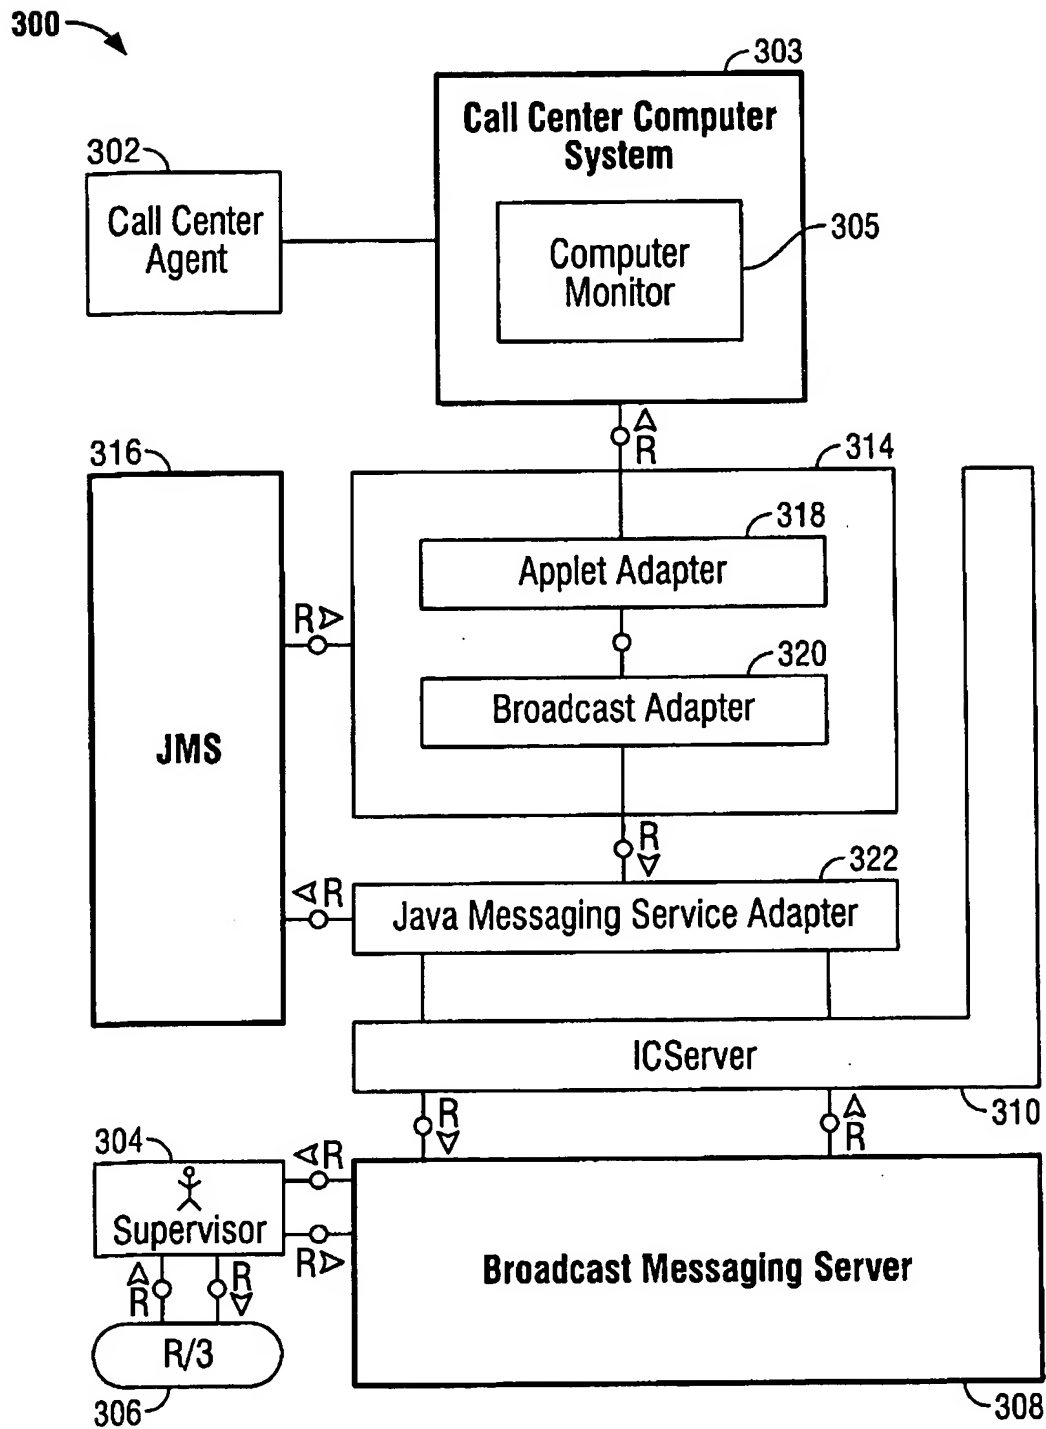 300
303
Call Center Computer
System
302
Call Center
Agent
305
Computer
Monitor
R
316
314
318
Applet Adapter
R
320
Broadcast Adapter
JMS
R
322
R
Java Messaging Service Adapter
ICServer
310
R
R
304
R
Supervisor
R
Broadcast Messaging Server
R
R
R/3
306
308